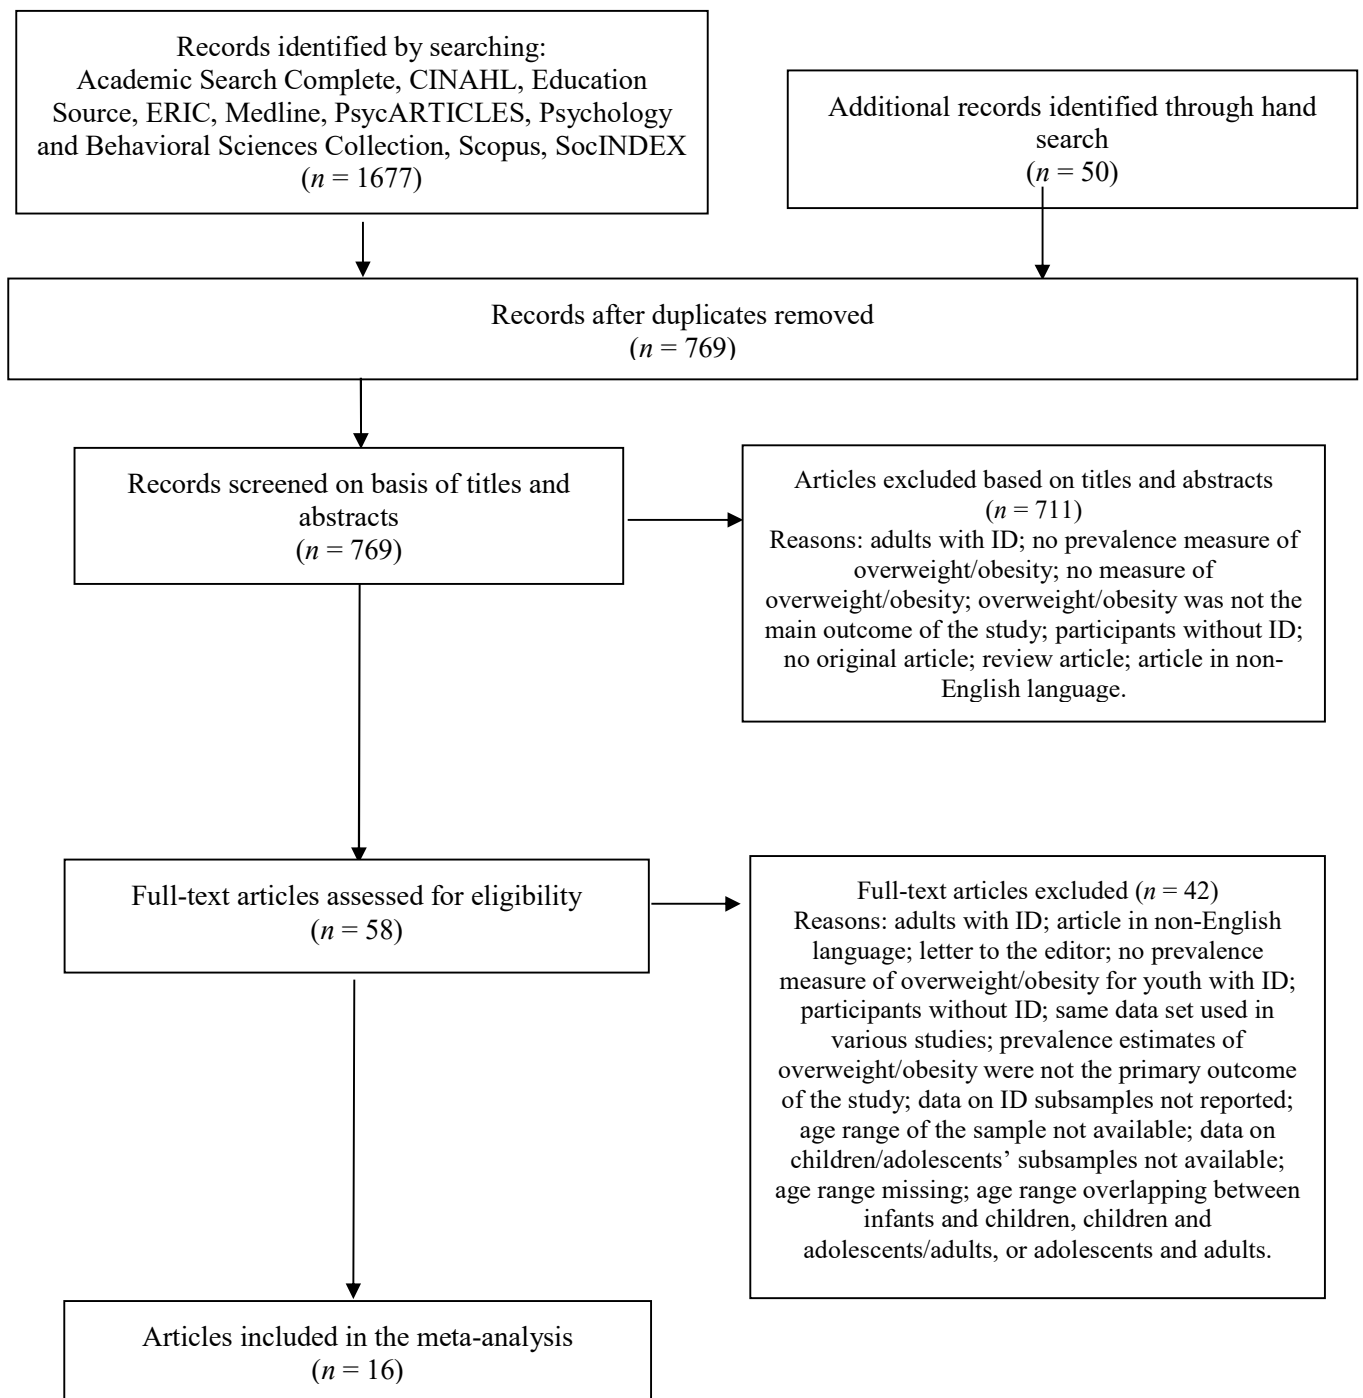 Records identified by searching:
Academic Search Complete, CINAHL, Education
Source, ERIC, Medline, PsycARTICLES, Psychology
and Behavioral Sciences Collection, Scopus, SocINDEX
(n = 1677)
Additional records identified through hand
search
(n = 50)
Records after duplicates removed
(n = 769)
Records screened on basis of titles and
abstracts
(n = 769)
Articles excluded based on titles and abstracts
(n = 711)
Reasons: adults with ID; no prevalence measure of
overweight/obesity; no measure of
overweight/obesity; overweight/obesity was not the
main outcome of the study; participants without ID;
no original article; review article; article in non-
English language.
Full-text articles assessed for eligibility
(n = 58)
Full-text articles excluded (n = 42)
Reasons: adults with ID; article in non-English
language; letter to the editor; no prevalence
measure of overweight/obesity for youth with ID;
participants without ID; same data set used in
various studies; prevalence estimates of
overweight/obesity were not the primary outcome
of the study; data on ID subsamples not reported;
age range of the sample not available; data on
children/adolescents’ subsamples not available;
age range missing; age range overlapping between
infants and children, children and
adolescents/adults, or adolescents and adults.
Articles included in the meta-analysis
(n = 16)